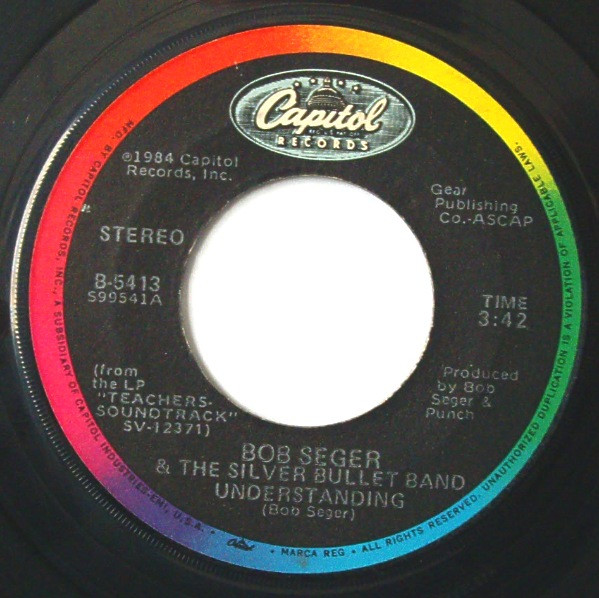 Capitol
RECORDS
℗1984 Capitol
Records, Inc.
Gear
Publishing
Co.-ASCAP
STEREO
B-5413
S99541A
TIME
3:42
(from
the LP
"TEACHERS-
SOUNDTRACK"
SV-12371)
Produced
by Bob
Seger &
Punch
BOB SEGER
& THE SILVER BULLET BAND
UNDERSTANDING
(Bob Seger)
MFD. BY CAPITOL RECORDS, INC., A SUBSIDIARY OF CAPITOL INDUSTRIES-EMI, U.S.A. • Capitol • MARCA REG. • ALL RIGHTS RESERVED. UNAUTHORIZED DUPLICATION IS A VIOLATION OF APPLICABLE LAWS.